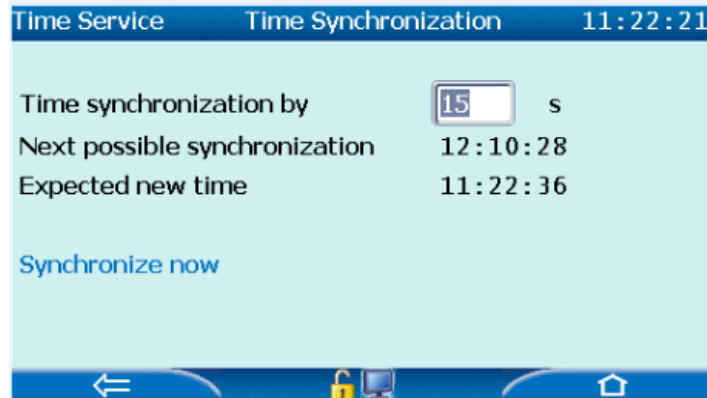 Time Service Time Synchronization 11:22:21
Time synchronization by 15 s
Next possible synchronization 12:10:28
Expected new time 11:22:36
Synchronize now